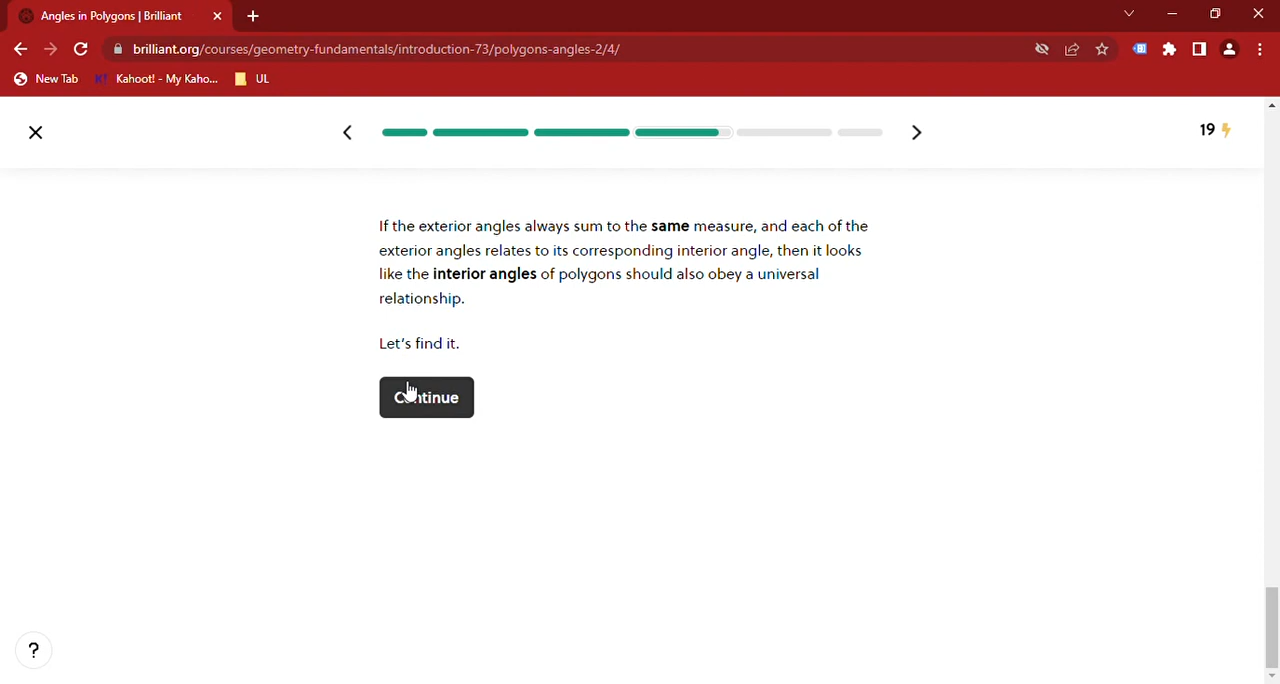 Angles in Polygons | Brilliant
brilliant.org/courses/geometry-fundamentals/introduction-73/polygons-angles-2/4/
New Tab K! Kahoot! - My Kaho... UL
19
If the exterior angles always sum to the same measure, and each of the
exterior angles relates to its corresponding interior angle, then it looks
like the interior angles of polygons should also obey a universal
relationship.
Let's find it.
Continue
?